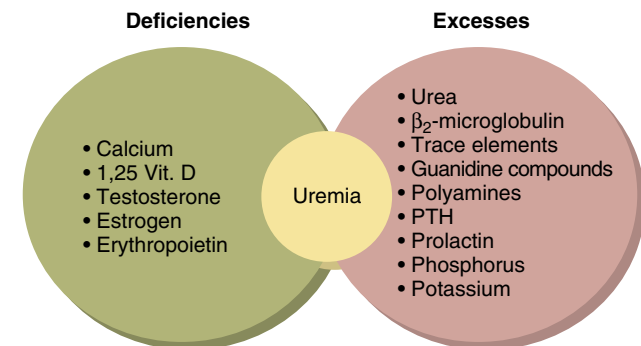 Deficiencies
• Calcium
• 1,25 Vit. D
• Testosterone
• Estrogen
• Erythropoietin
Uremia
Excesses
• Urea
• β₂-microglobulin
• Trace elements
• Guanidine compounds
• Polyamines
• PTH
• Prolactin
• Phosphorus
• Potassium